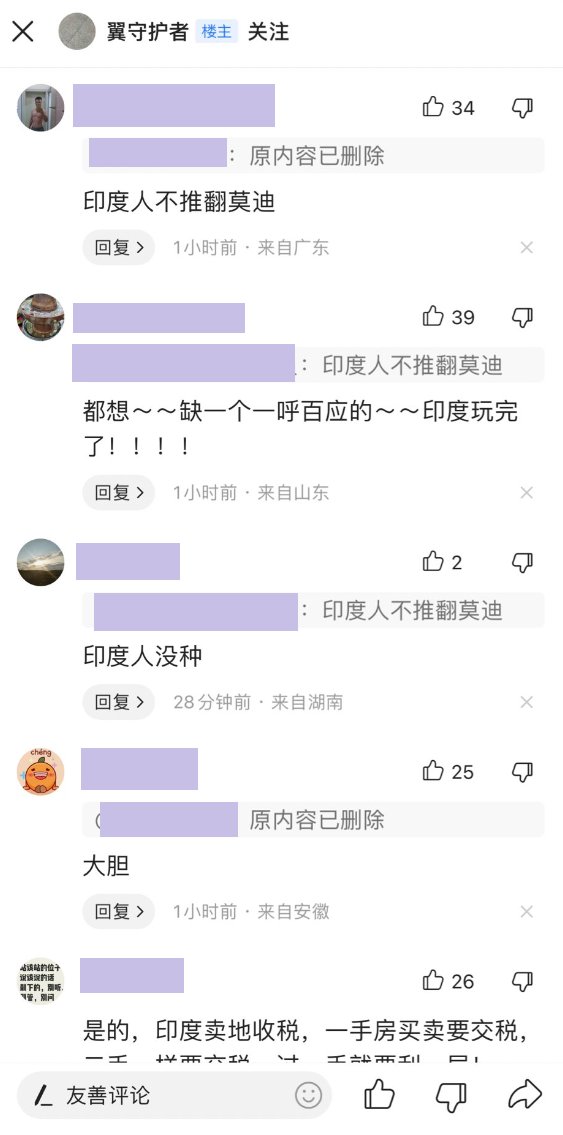 翼守护者 楼主 关注
34
： 原内容已删除
印度人不推翻莫迪
回复 1小时前 · 来自广东
39
： 印度人不推翻莫迪
都想～～缺一个一呼百应的～～印度玩完
了！！！！
回复 1小时前 · 来自山东
2
： 印度人不推翻莫迪
印度人没种
回复 28分钟前 · 来自湖南
chéng
25
原内容已删除
大胆
回复 1小时前 · 来自安徽
26
是的，印度卖地收税，一手房买卖要交税，
友善评论